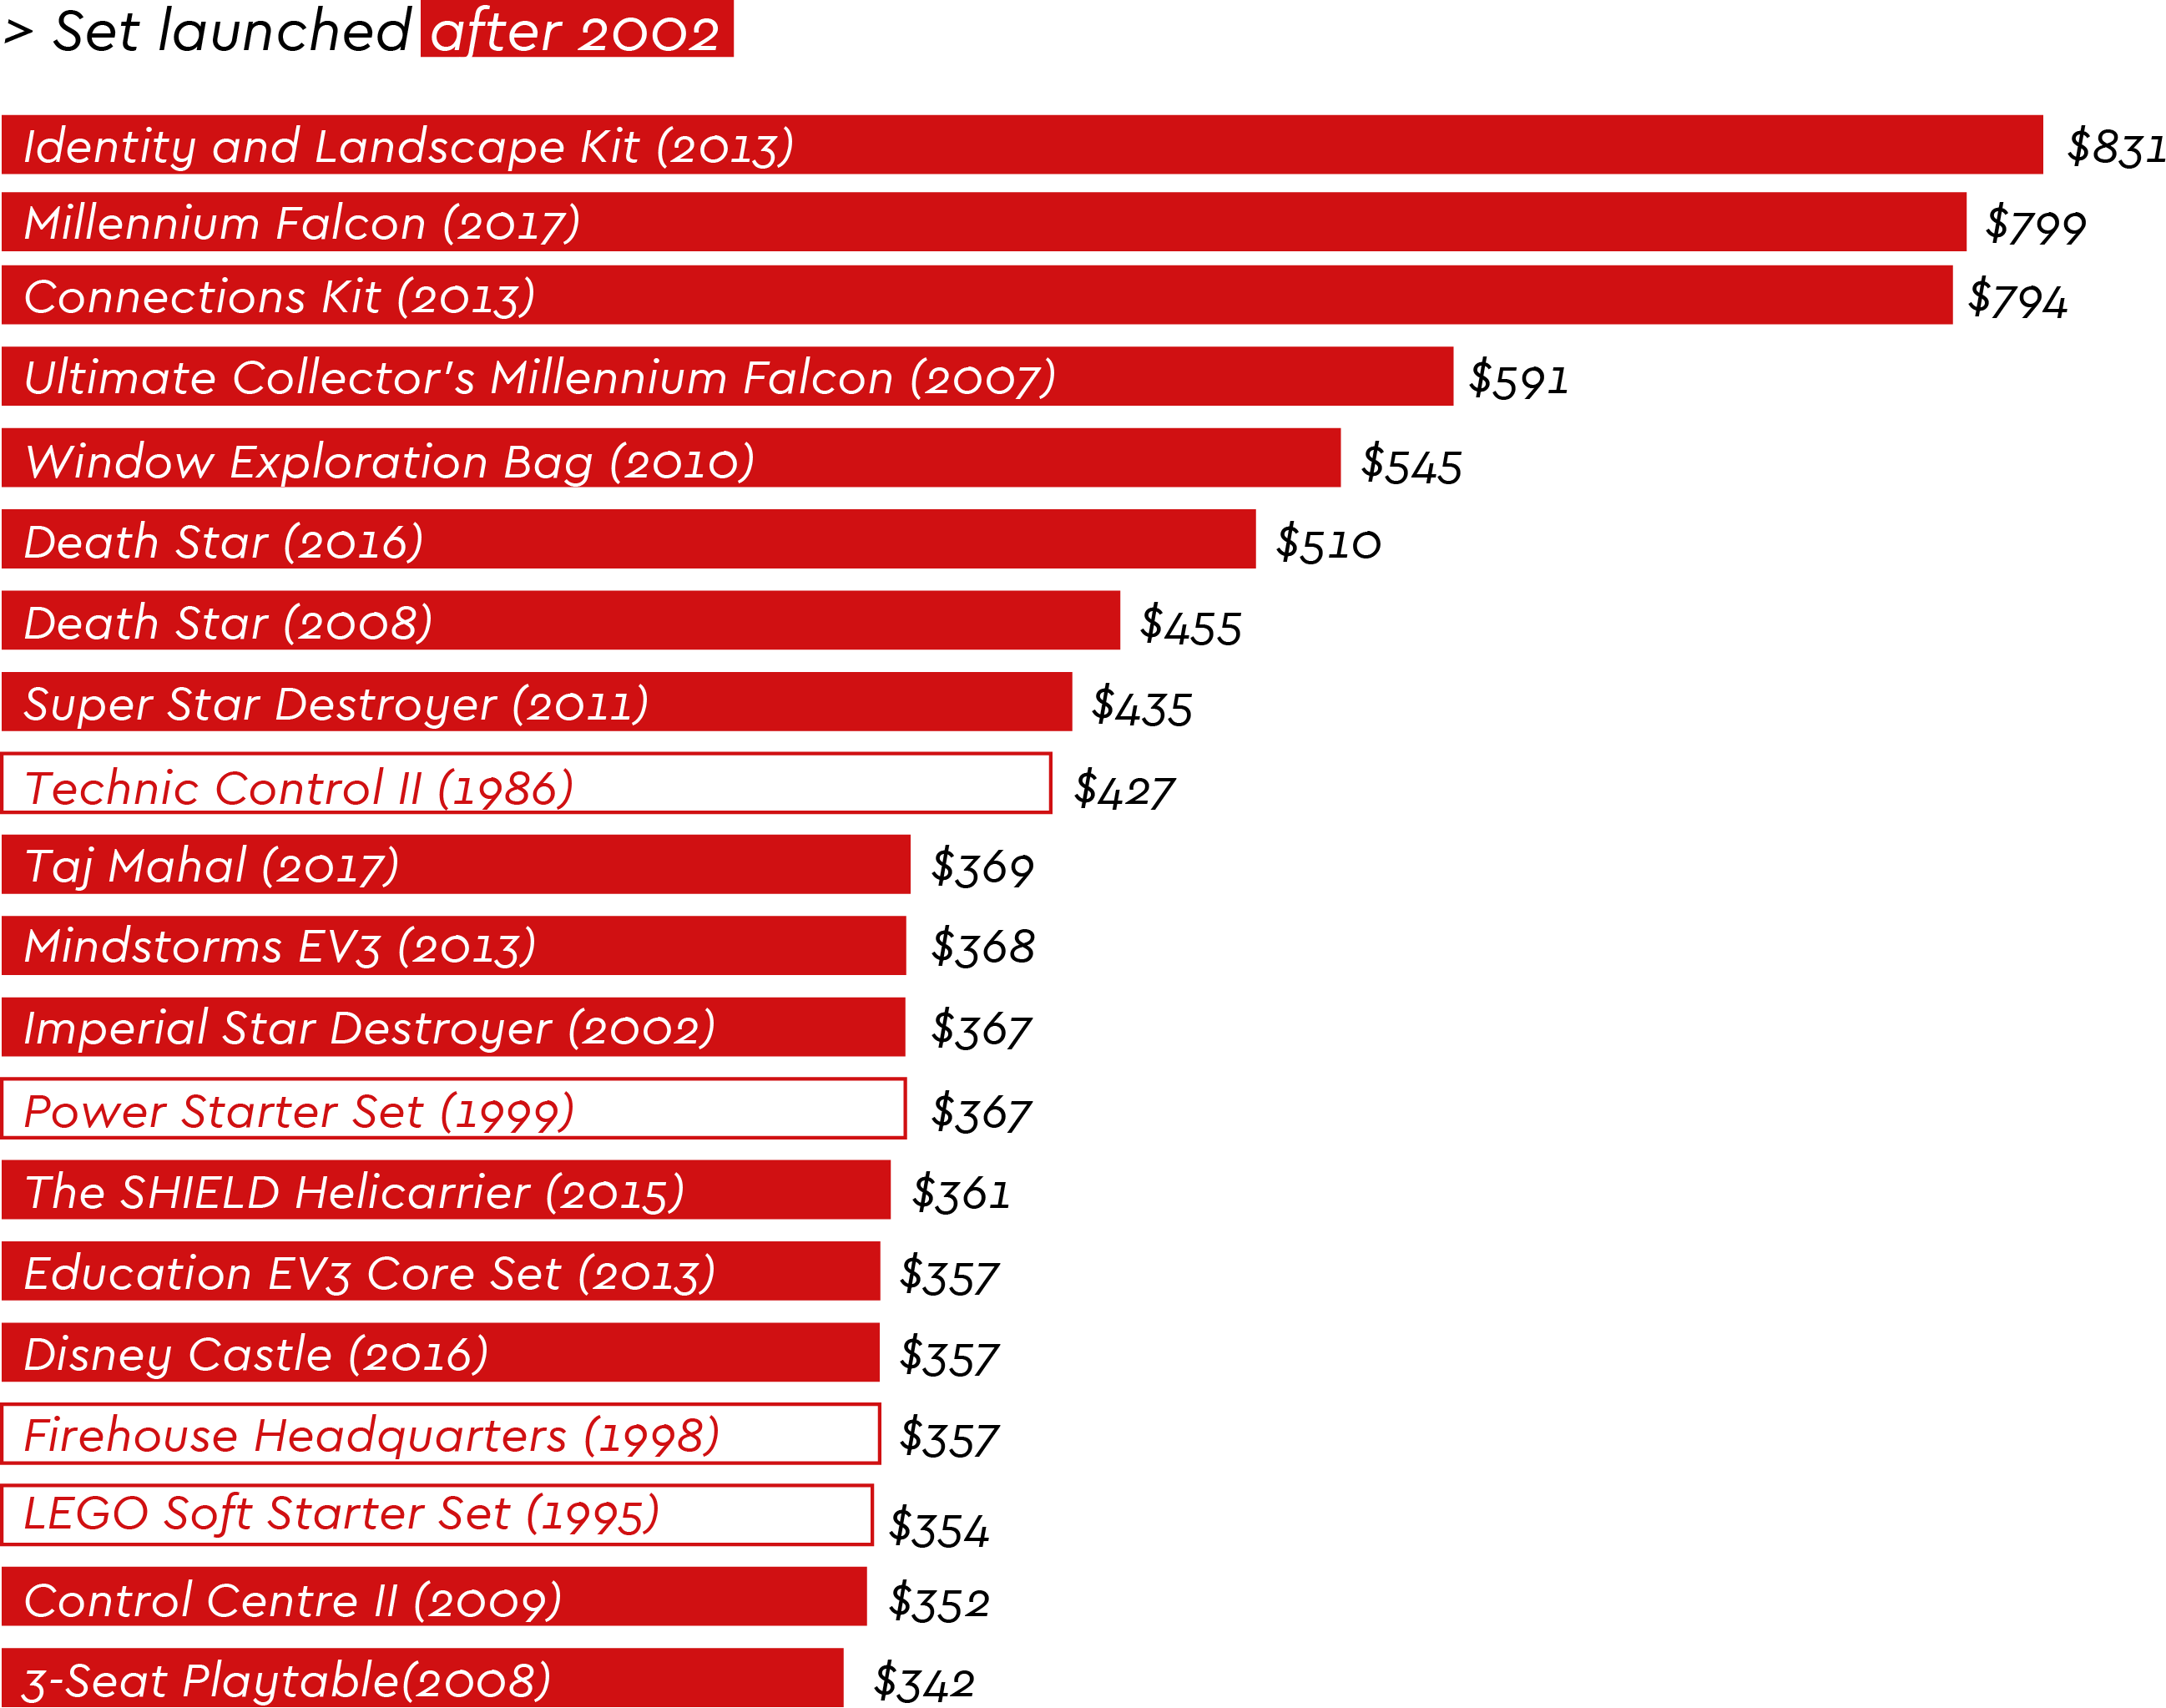 > Set launched after 2002
Identity and Landscape Kit (2013) $831
Millennium Falcon (2017) $799
Connections Kit (2013) $794
Ultimate Collector's Millennium Falcon (2007) $591
Window Exploration Bag (2010) $545
Death Star (2016) $510
Death Star (2008) $455
Super Star Destroyer (2011) $435
Technic Control II (1986) $427
Taj Mahal (2017) $369
Mindstorms EV3 (2013) $368
Imperial Star Destroyer (2002) $367
Power Starter Set (1999) $367
The SHIELD Helicarrier (2015) $361
Education EV3 Core Set (2013) $357
Disney Castle (2016) $357
Firehouse Headquarters (1998) $357
LEGO Soft Starter Set (1995) $354
Control Centre II (2009) $352
3-Seat Playtable(2008) $342